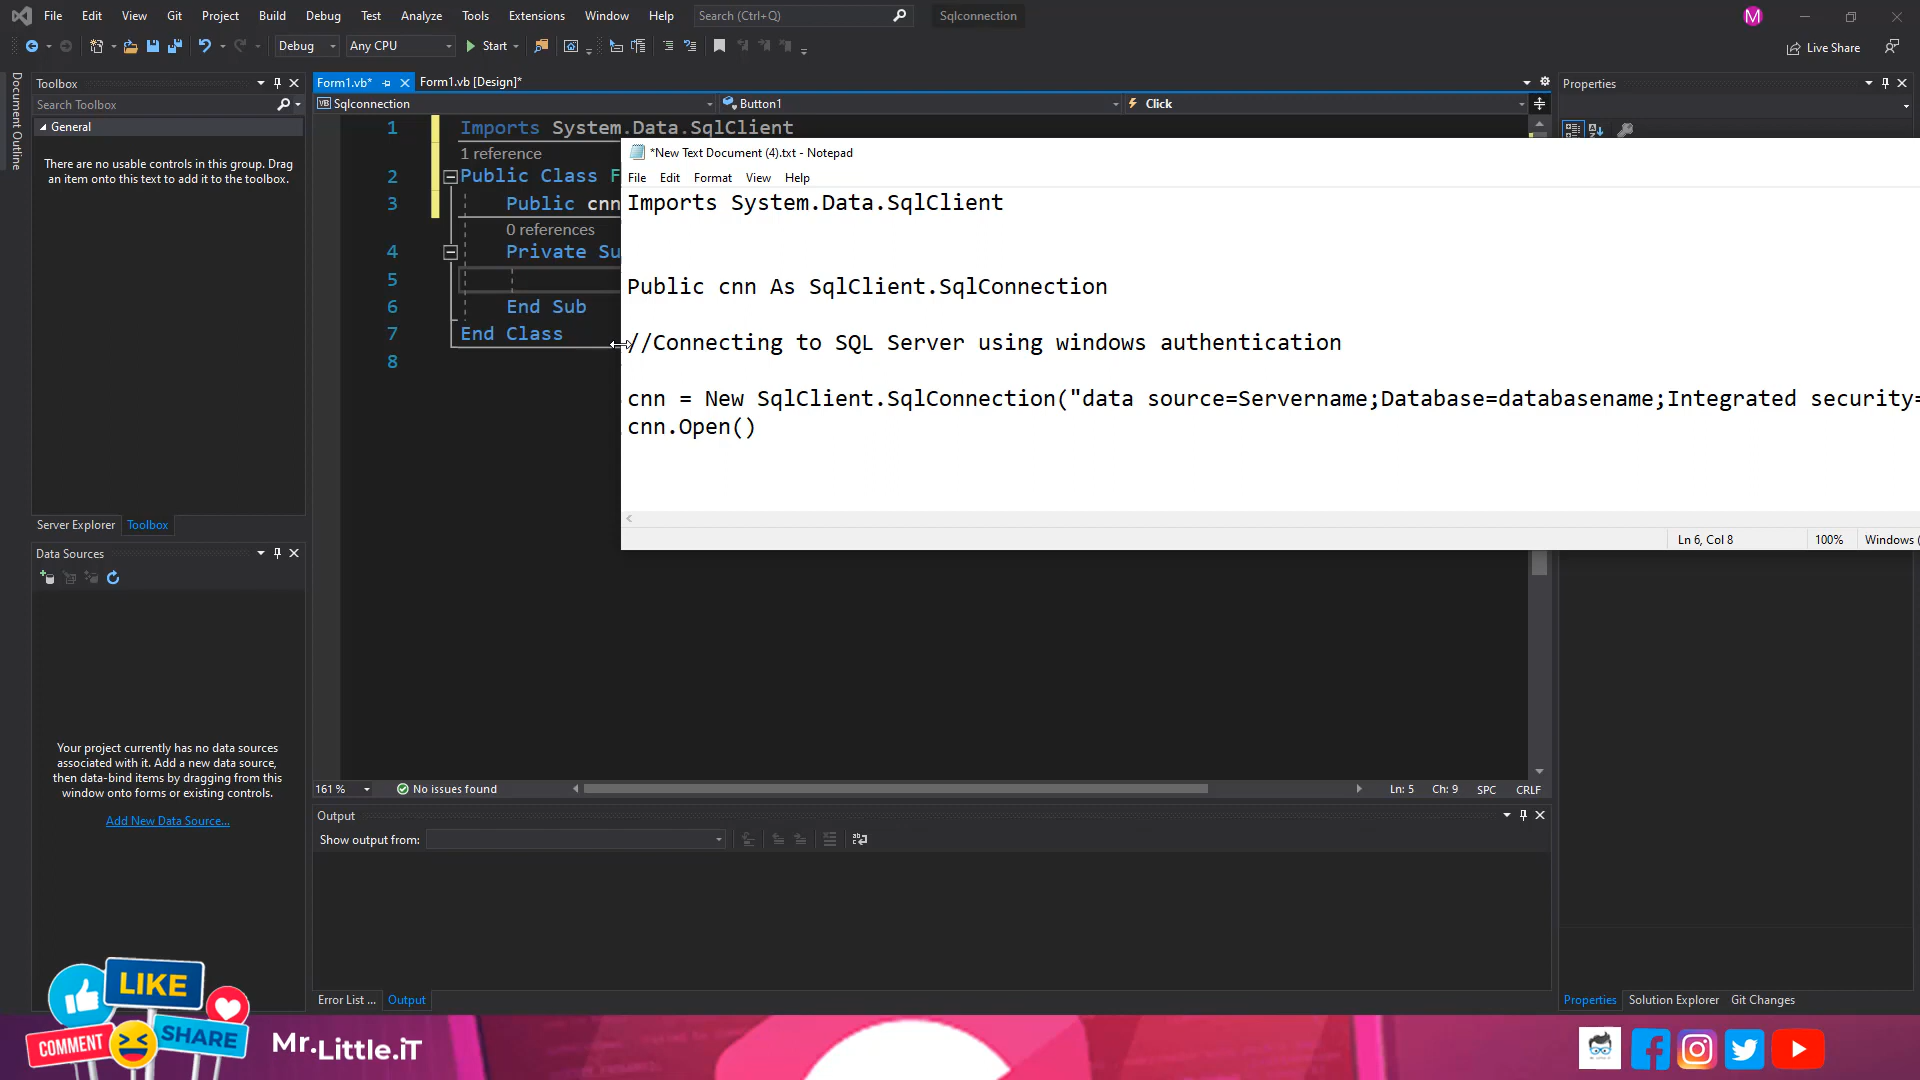 File Edit View Git Project Build Debug Test Analyze Tools Extensions Window Help Search (Ctrl+Q) Sqlconnection M
Debug Any CPU Start Live Share
Document Outline
Toolbox
Search Toolbox
General
There are no usable controls in this group. Drag
an item onto this text to add it to the toolbox.
Server Explorer Toolbox
Data Sources
Your project currently has no data sources
associated with it. Add a new data source,
then data-bind items by dragging from this
window onto forms or existing controls.
Add New Data Source...
Form1.vb* Form1.vb [Design]*
VB Sqlconnection Button1 Click
1 Imports System.Data.SqlClient
1 reference
2 Public Class F
3 Public cnn
0 references
4 Private Su
5
6 End Sub
7 End Class
8
*New Text Document (4).txt - Notepad
File Edit Format View Help
Imports System.Data.SqlClient
Public cnn As SqlClient.SqlConnection
//Connecting to SQL Server using windows authentication
cnn = New SqlClient.SqlConnection("data source=Servername;Database=databasename;Integrated security=
cnn.Open()
Ln 6, Col 8 100% Windows (
161 % No issues found Ln: 5 Ch: 9 SPC CRLF
Output
Show output from:
Error List ... Output
Properties
Properties Solution Explorer Git Changes
LIKE
COMMENT
SHARE
Mr.Little.iT